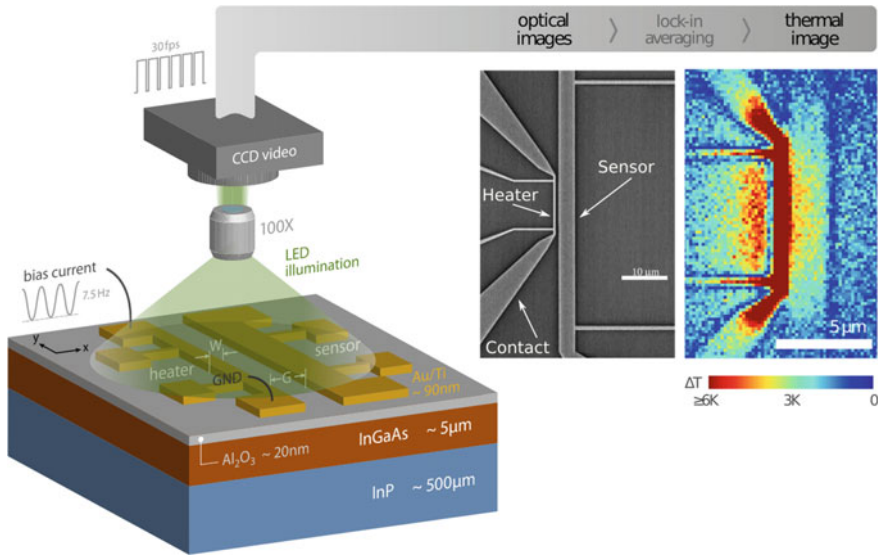 optical
images
lock-in
averaging
thermal
image
30fps
CCD video
100X
LED
illumination
bias current
7.5Hz
y
x
W
heater
sensor
GND
G
Au/Ti
~ 90nm
InGaAs ~ 5μm
Al₂O₃ ~ 20nm
InP ~ 500μm
Sensor
Heater
10 μm
Contact
5 μm
ΔT
≥6K
3K
0